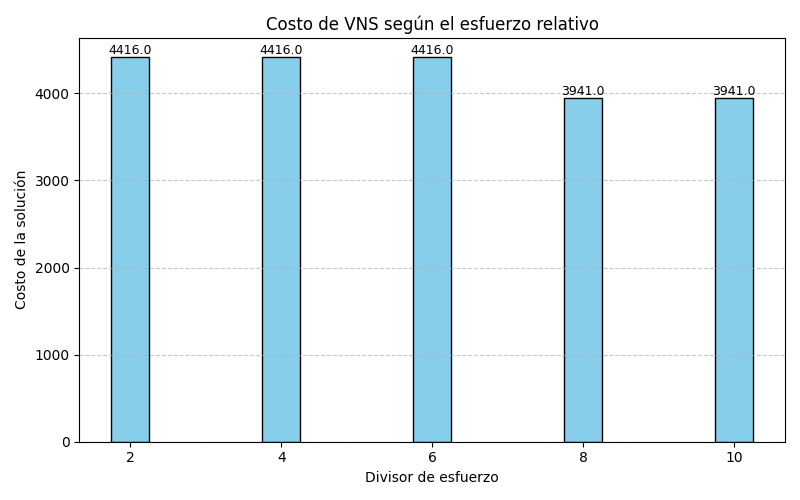 Costo de VNS según el esfuerzo relativo
4416.0 4416.0 4416.0 3941.0 3941.0
4000
3000
2000
1000
0
Costo de la solución
2 4 6 8 10
Divisor de esfuerzo